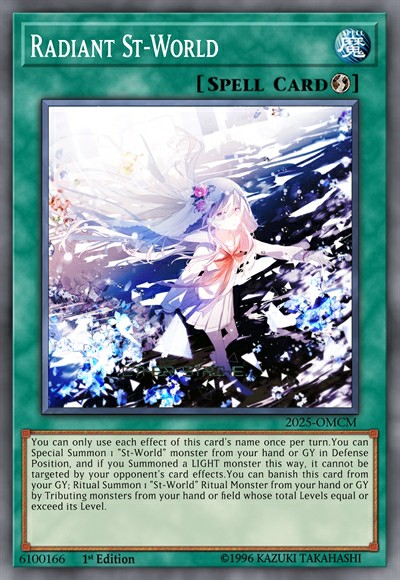 RADIANT ST-WORLD
魔
[SPELL CARD]
2025-OMCM
You can only use each effect of this card's name once per turn.You can
Special Summon 1 "St-World" monster from your hand or GY in Defense
Position, and if you Summoned a LIGHT monster this way, it cannot be
targeted by your opponent's card effects.You can banish this card from
your GY; Ritual Summon 1 "St-World" Ritual Monster from your hand or GY
by Tributing monsters from your hand or field whose total Levels equal or
exceed its Level.
6100166 1st Edition ©1996 KAZUKI TAKAHASHI